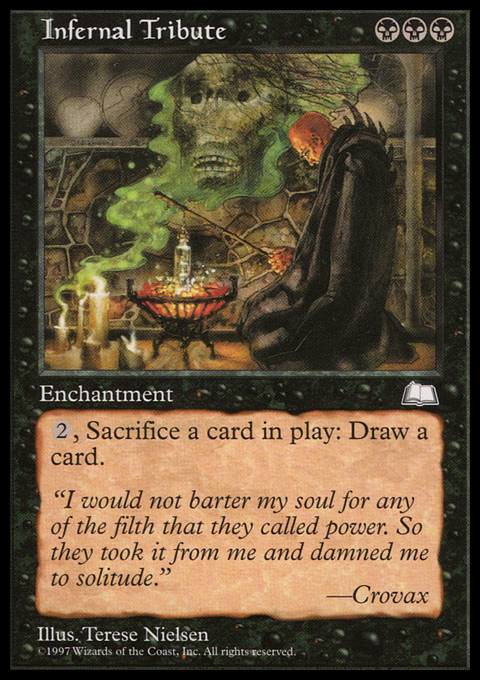 Infernal Tribute
Enchantment
2, Sacrifice a card in play: Draw a
card.
“I would not barter my soul for any
of the filth that they called power. So
they took it from me and damned me
to solitude.”
—Crovax
Illus. Terese Nielsen
©1997 Wizards of the Coast, Inc. All rights reserved.